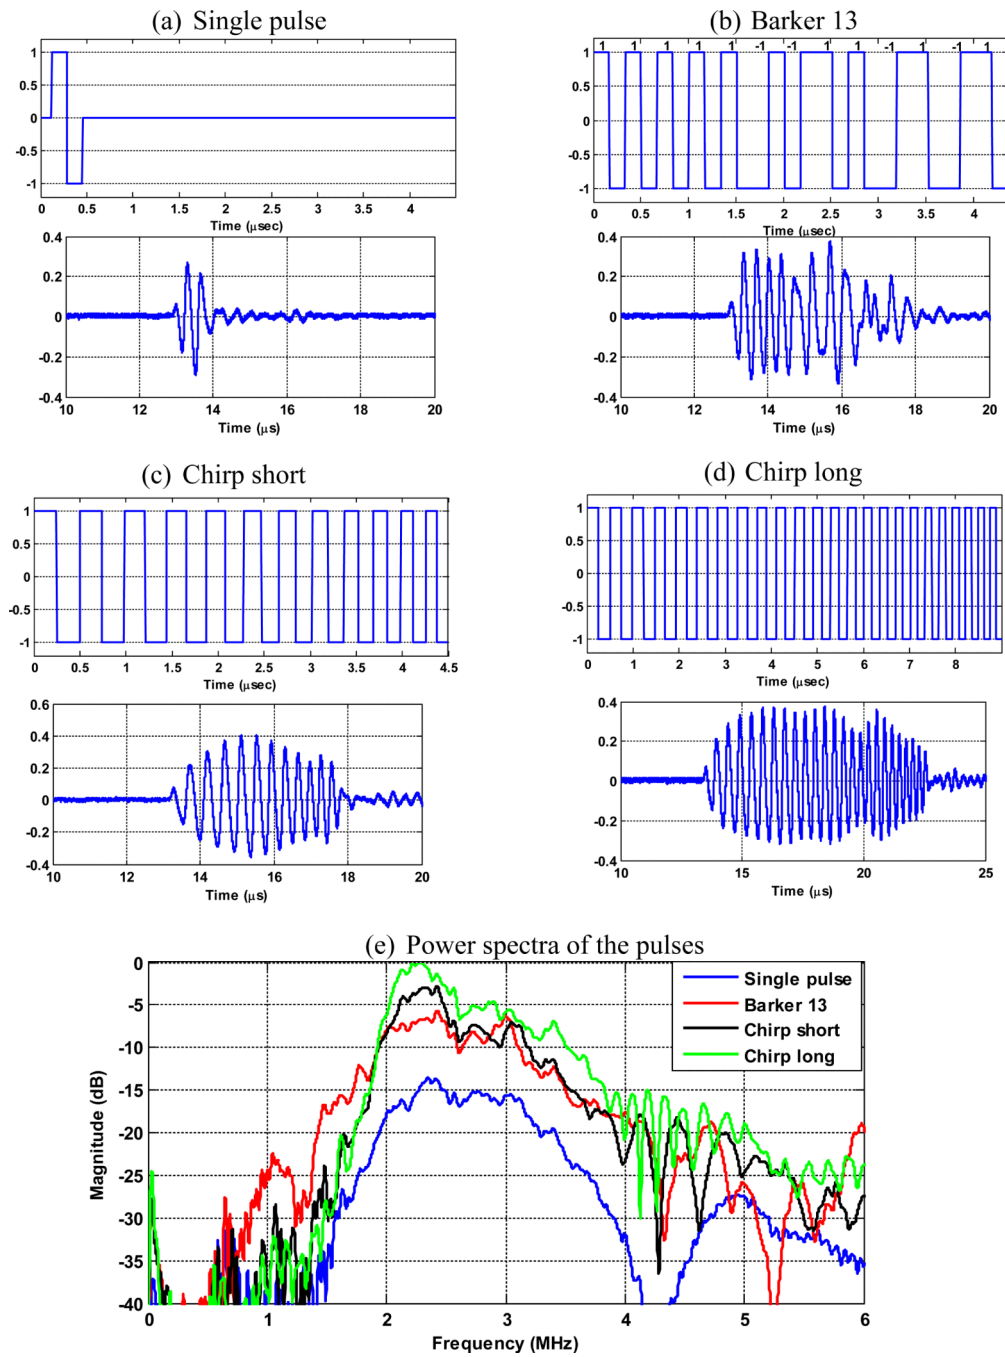 (a) Single pulse
1
0.5
0
-0.5
-1
0 0.5 1 1.5 2 2.5 3 3.5 4
Time (μsec)
0.4
0.2
0
-0.2
-0.4
10 12 14 16 18 20
Time (μs)
(b) Barker 13
1 1 1 1 1 -1 -1 1 1 -1 1 -1 1
1
0.5
0
-0.5
-1
0 0.5 1 1.5 2 2.5 3 3.5 4
Time (μsec)
0.4
0.2
0
-0.2
-0.4
10 12 14 16 18 20
Time (μs)
(c) Chirp short
1
0.5
0
-0.5
-1
0 0.5 1 1.5 2 2.5 3 3.5 4 4.5
Time (μsec)
0.6
0.4
0.2
0
-0.2
-0.4
10 12 14 16 18 20
Time (μs)
(d) Chirp long
1
0.5
0
-0.5
-1
0 1 2 3 4 5 6 7 8
Time (μsec)
0.4
0.2
0
-0.2
-0.4
10 15 20 25
Time (μs)
(e) Power spectra of the pulses
Single pulse
Barker 13
Chirp short
Chirp long
Magnitude (dB)
0
-5
-10
-15
-20
-25
-30
-35
-40
0 1 2 3 4 5 6
Frequency (MHz)